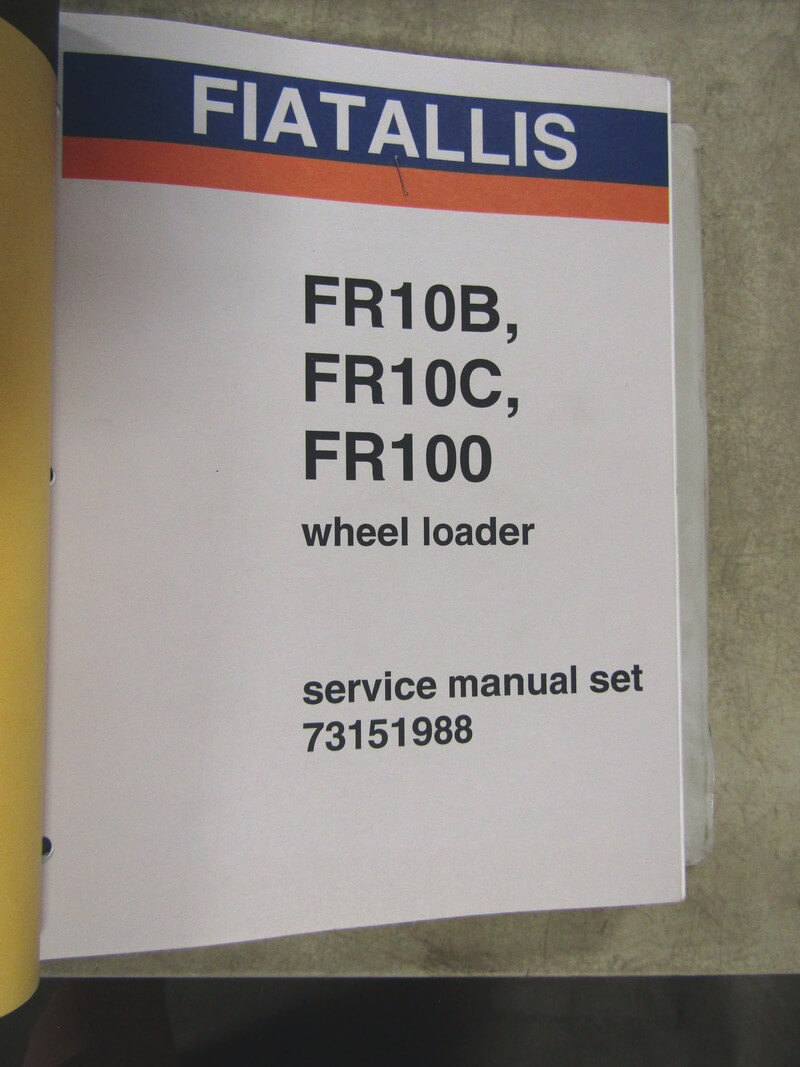 FIATALLIS
FR10B,
FR10C,
FR100
wheel loader
service manual set
73151988